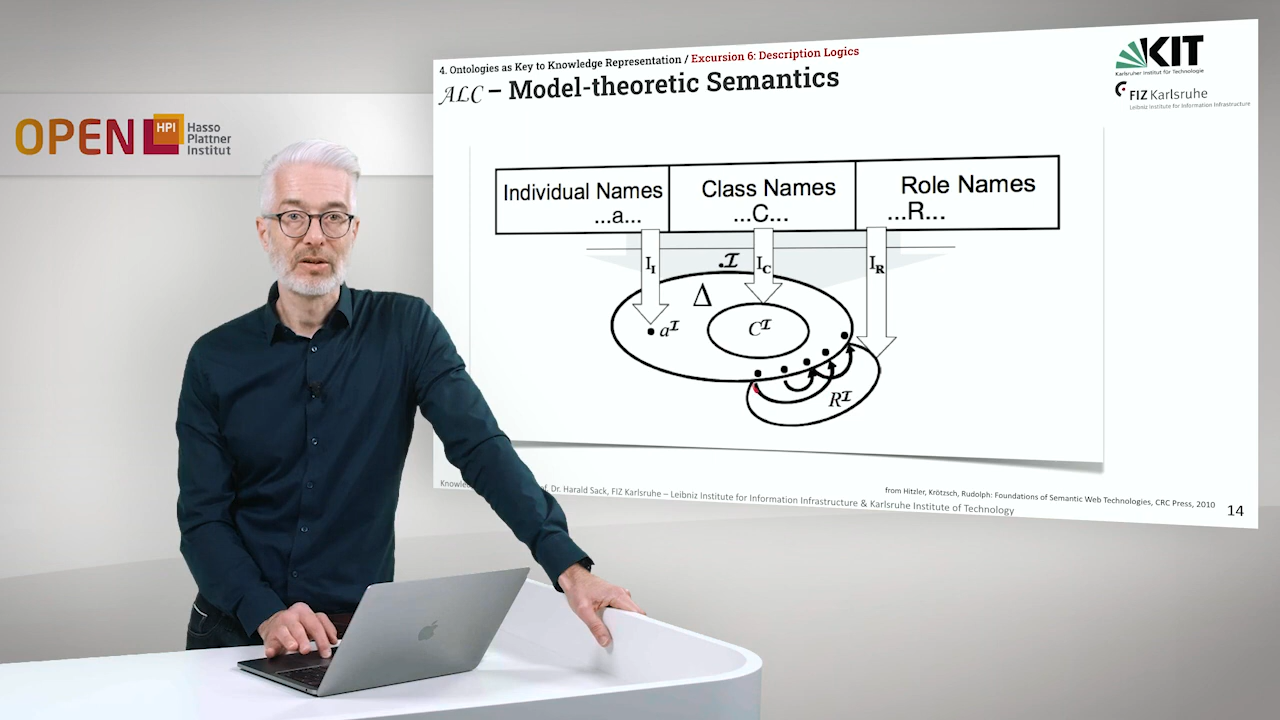 4. Ontologies as Key to Knowledge Representation / Excursion 6: Description Logics
ALC – Model-theoretic Semantics
KIT
Karlsruher Institut für Technologie
FIZ Karlsruhe
Leibniz Institute for Information Infrastructure
OPEN HPI
Hasso
Plattner
Institut
Individual Names
...a...
Class Names
...C...
Role Names
...R...
I_I
.I
I_C
I_R
Δ
a^I
C^I
R^I
from Hitzler, Krötzsch, Rudolph: Foundations of Semantic Web Technologies, CRC Press, 2010
Dr. Harald Sack, FIZ Karlsruhe – Leibniz Institute for Information Infrastructure & Karlsruhe Institute of Technology
14